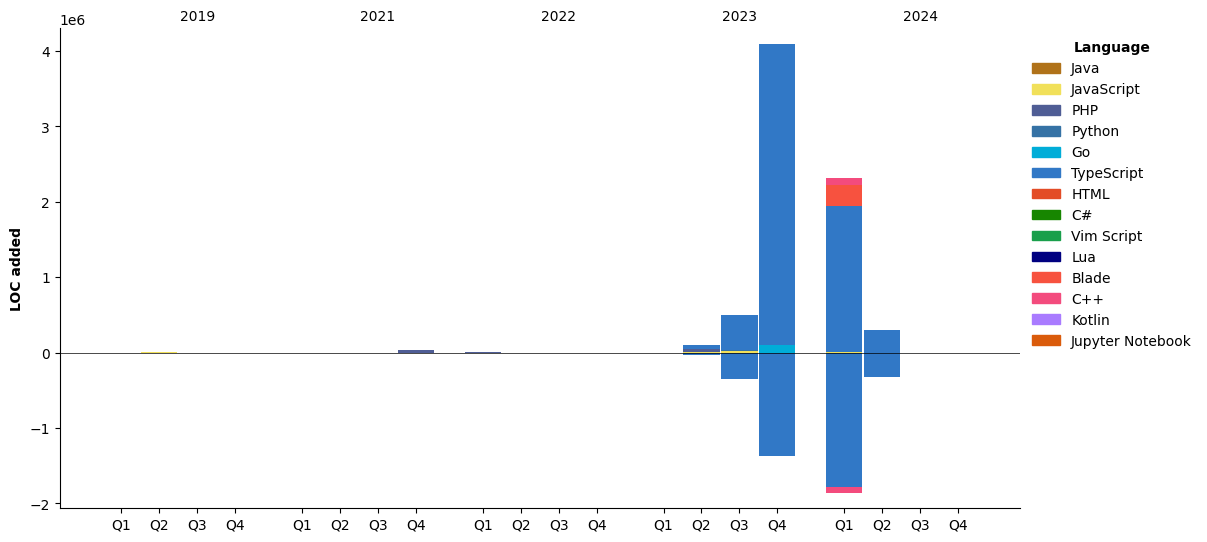 2019 2021 2022 2023 2024
1e6
4
3
2
1
0
−1
−2
LOC added
Q1 Q2 Q3 Q4 Q1 Q2 Q3 Q4 Q1 Q2 Q3 Q4 Q1 Q2 Q3 Q4 Q1 Q2 Q3 Q4
Language
Java
JavaScript
PHP
Python
Go
TypeScript
HTML
C#
Vim Script
Lua
Blade
C++
Kotlin
Jupyter Notebook